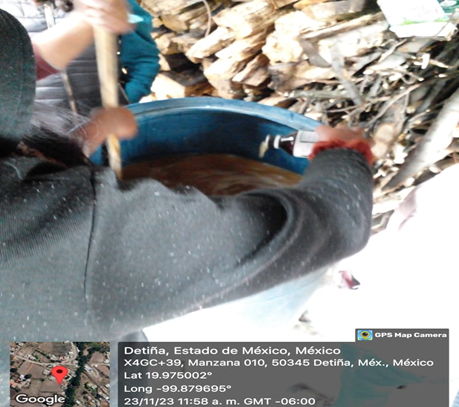 GPS Map Camera
Detiña, Estado de México, México
X4GC+39, Manzana 010, 50345 Detiña, Méx., México
Lat 19.975002°
Long -99.879695°
23/11/23 11:58 a. m. GMT -06:00
Google